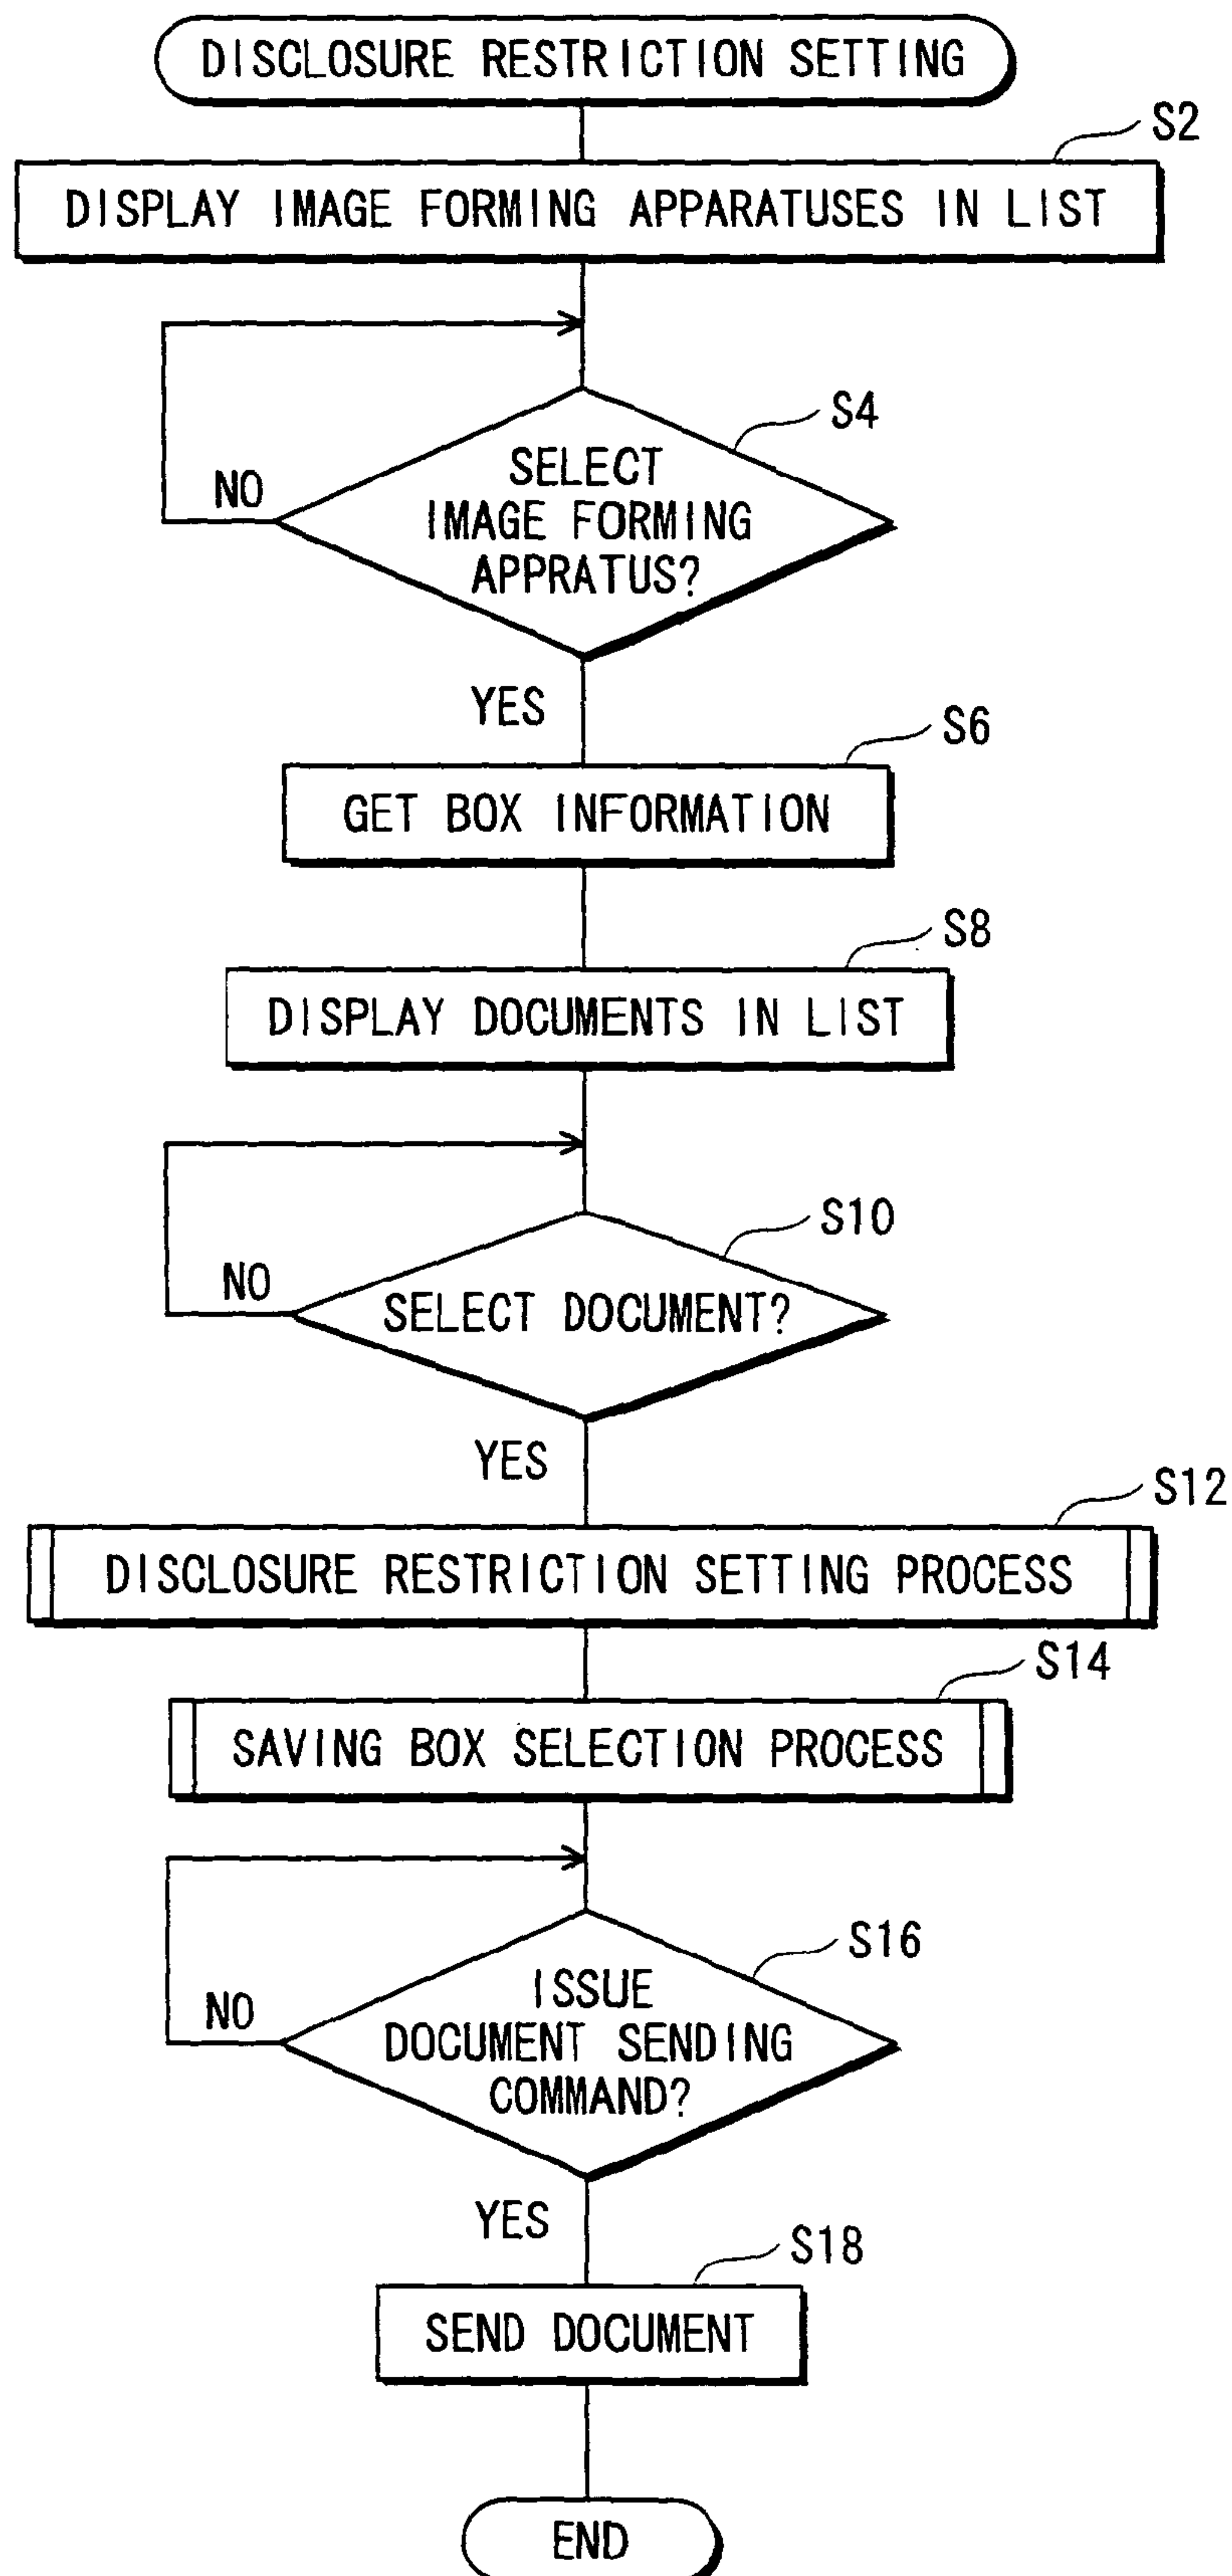 DISCLOSURE RESTRICTION SETTING
S2
DISPLAY IMAGE FORMING APPARATUSES IN LIST
S4
SELECT
IMAGE FORMING
APPRATUS?
NO
YES
S6
GET BOX INFORMATION
S8
DISPLAY DOCUMENTS IN LIST
S10
SELECT DOCUMENT?
NO
YES
S12
DISCLOSURE RESTRICTION SETTING PROCESS
S14
SAVING BOX SELECTION PROCESS
S16
ISSUE
DOCUMENT SENDING
COMMAND?
NO
YES
S18
SEND DOCUMENT
END